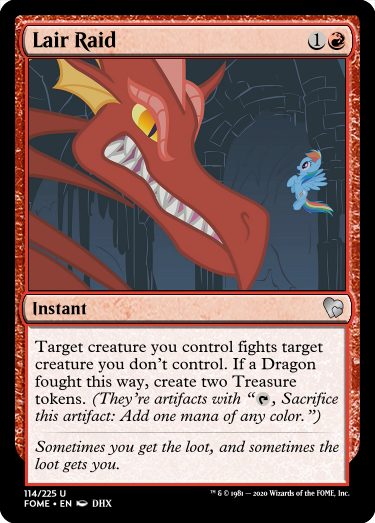 Lair Raid 1
Instant
Target creature you control fights target
creature you don't control. If a Dragon
fought this way, create two Treasure
tokens. (They're artifacts with “, Sacrifice
this artifact: Add one mana of any color.”)
Sometimes you get the loot, and sometimes the
loot gets you.
114/225 U
FOME • EN DHX
™ & © 1981 — 2020 Wizards of the FOME, Inc.